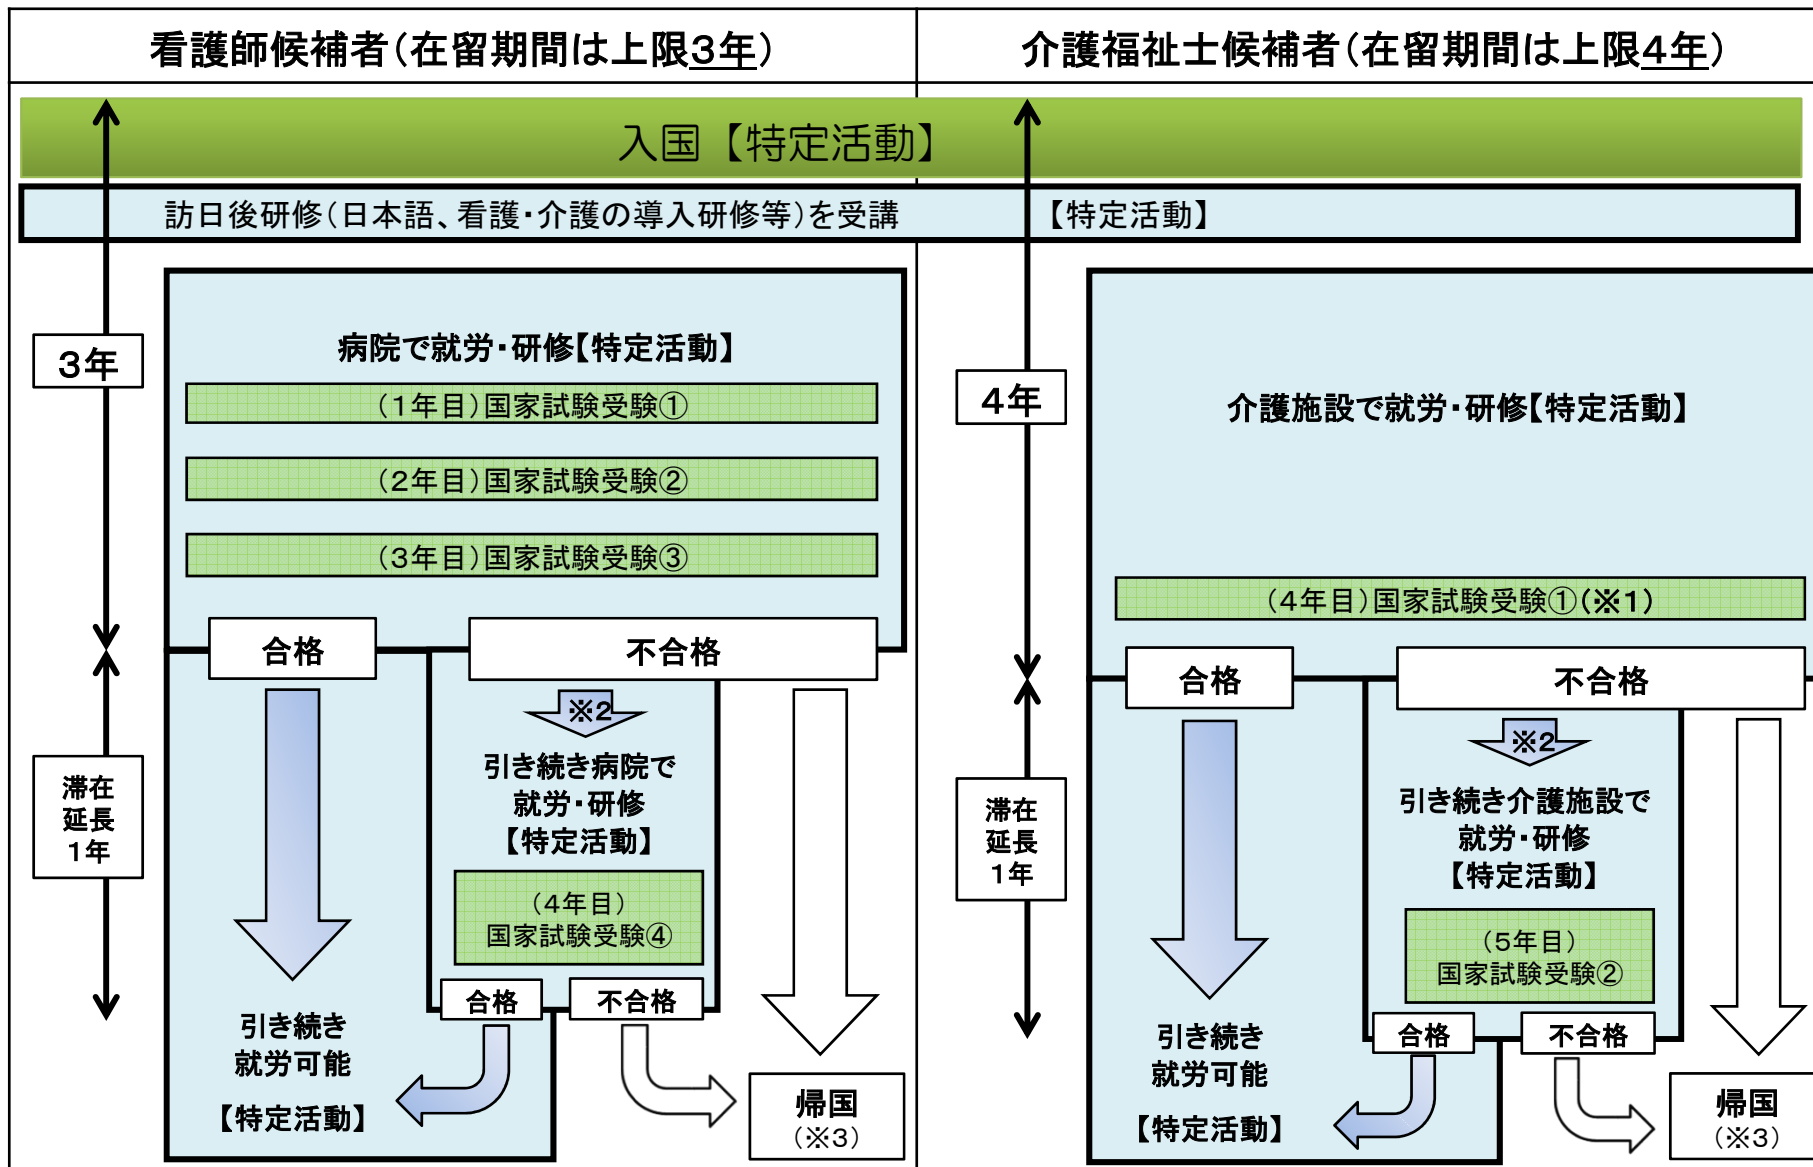 看護師候補者(在留期間は上限3年)
介護福祉士候補者(在留期間は上限4年)
入国【特定活動】
訪日後研修(日本語、看護・介護の導入研修等)を受講 【特定活動】
3年
病院で就労・研修【特定活動】
(1年目)国家試験受験①
(2年目)国家試験受験②
(3年目)国家試験受験③
合格
不合格
滞在
延長
1年
※2
引き続き病院で
就労・研修
【特定活動】
(4年目)
国家試験受験④
合格
不合格
引き続き
就労可能
【特定活動】
帰国
(※3)
4年
介護施設で就労・研修【特定活動】
(4年目)国家試験受験①(※1)
合格
不合格
滞在
延長
1年
※2
引き続き介護施設で
就労・研修
【特定活動】
(5年目)
国家試験受験②
合格
不合格
引き続き
就労可能
【特定活動】
帰国
(※3)